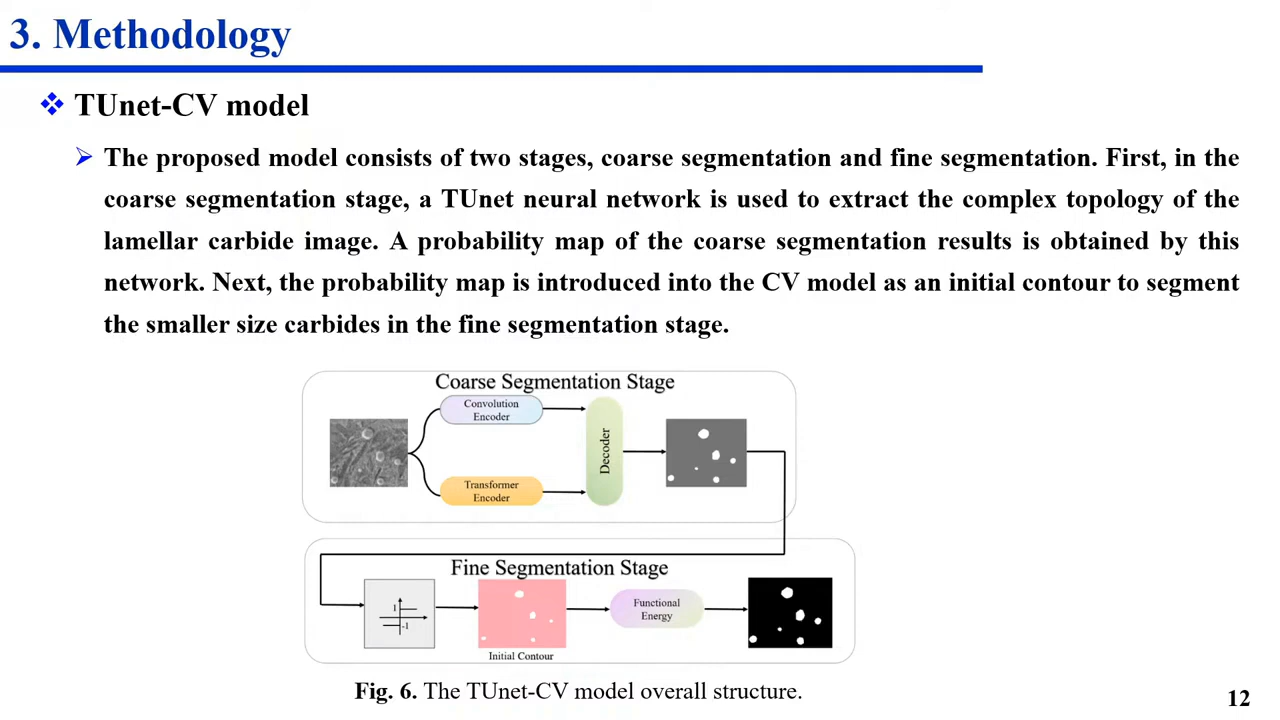 3. Methodology
❖ TUnet-CV model
➢ The proposed model consists of two stages, coarse segmentation and fine segmentation. First, in the
coarse segmentation stage, a TUnet neural network is used to extract the complex topology of the
lamellar carbide image. A probability map of the coarse segmentation results is obtained by this
network. Next, the probability map is introduced into the CV model as an initial contour to segment
the smaller size carbides in the fine segmentation stage.
Coarse Segmentation Stage
Convolution
Encoder
Decoder
Transformer
Encoder
Fine Segmentation Stage
1
-1
Functional
Energy
Initial Contour
Fig. 6. The TUnet-CV model overall structure.
12